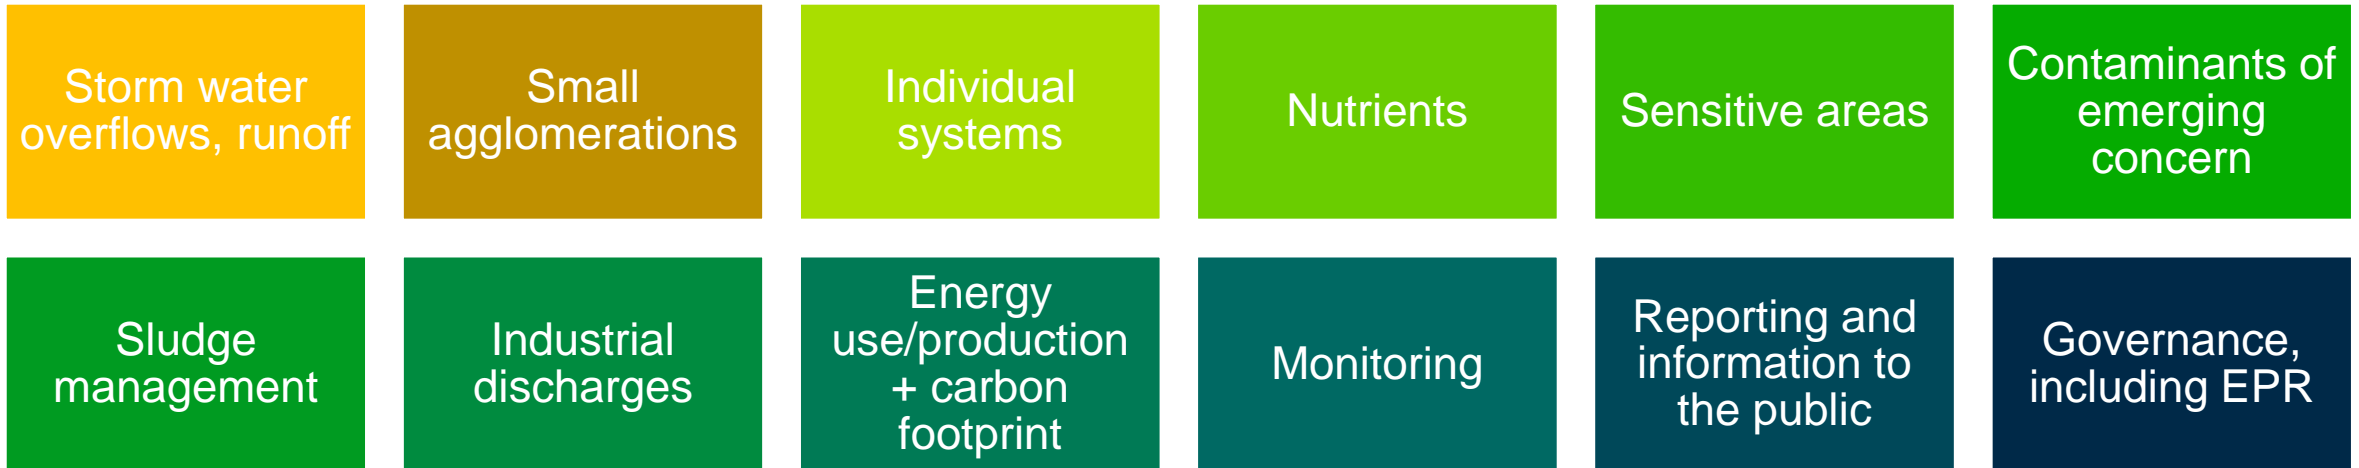 Storm water
overflows, runoff
Small
agglomerations
Individual
systems
Nutrients
Sensitive areas
Contaminants of
emerging
concern
Sludge
management
Industrial
discharges
Energy
use/production
+ carbon
footprint
Monitoring
Reporting and
information to
the public
Governance,
including EPR